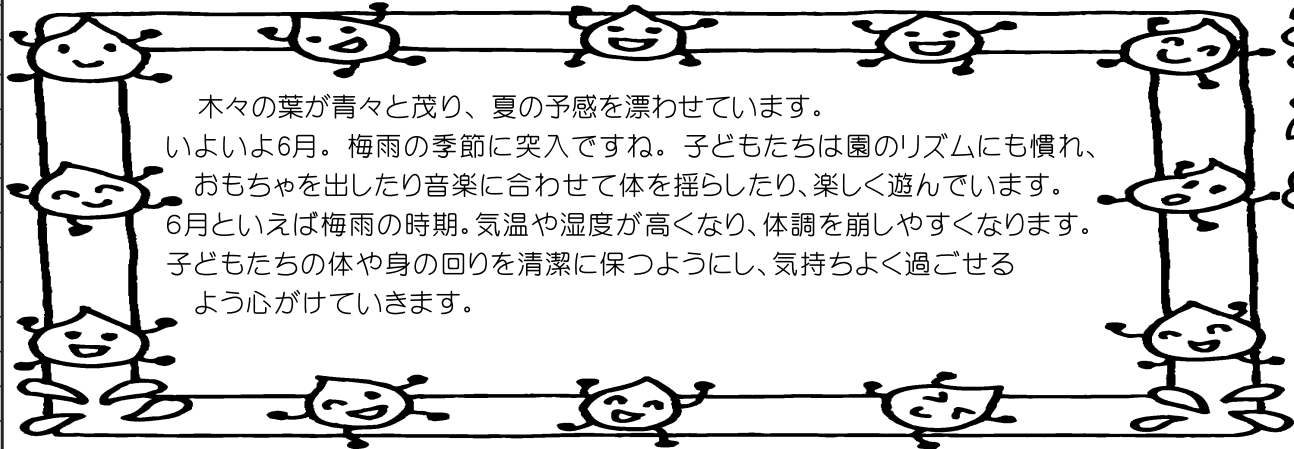 木々の葉が青々と茂り、夏の予感を漂わせています。
いよいよ6月。梅雨の季節に突入ですね。子どもたちは園のリズムにも慣れ、
おもちゃを出したり音楽に合わせて体を揺らしたり、楽しく遊んでいます。
6月といえば梅雨の時期。気温や湿度が高くなり、体調を崩しやすくなります。
子どもたちの体や身の回りを清潔に保つようにし、気持ちよく過ごせる
よう心がけていきます。